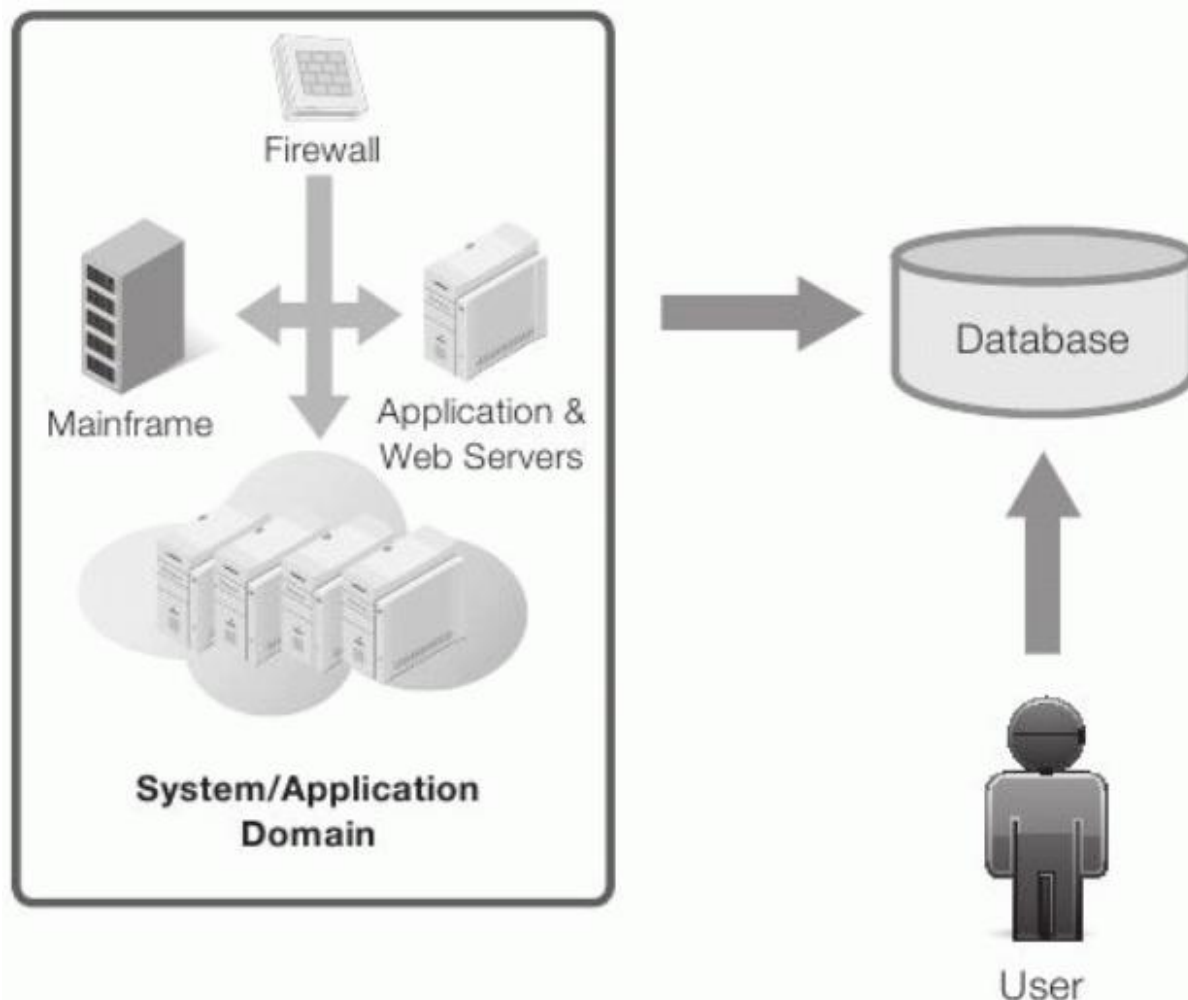 Firewall
Mainframe
Application &
Web Servers
System/Application
Domain
Database
User